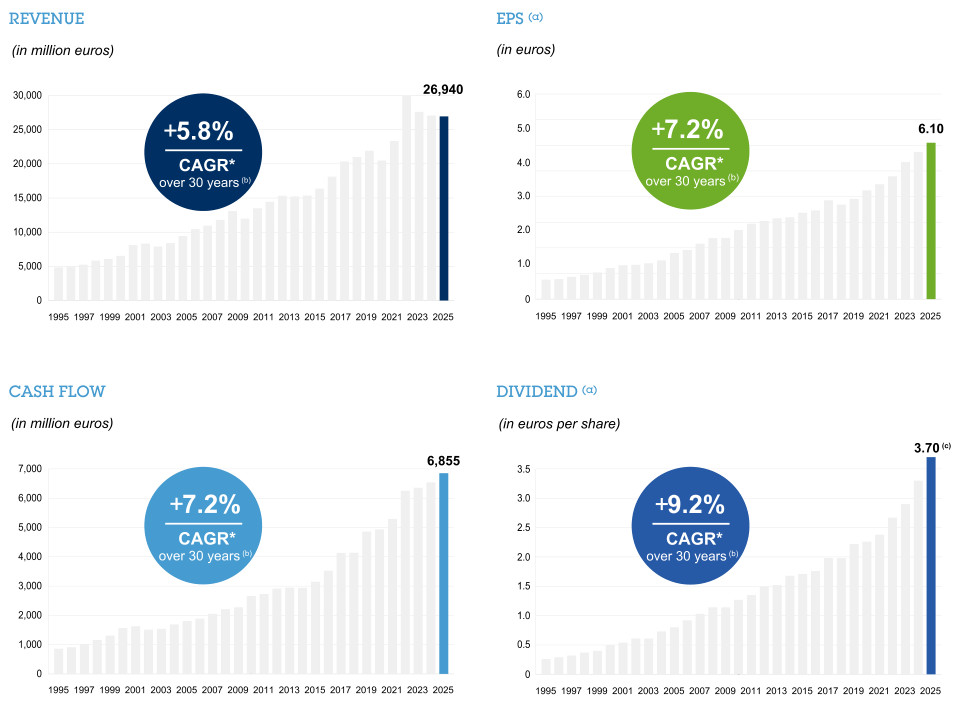 REVENUE
(in million euros)
26,940
30,000
25,000
20,000
15,000
10,000
5,000
0
+5.8%
CAGR*
over 30 years (b)
1995 1997 1999 2001 2003 2005 2007 2009 2011 2013 2015 2017 2019 2021 2023 2025
EPS (α)
(in euros)
6.10
6.0
5.0
4.0
3.0
2.0
1.0
0
+7.2%
CAGR*
over 30 years (b)
1995 1997 1999 2001 2003 2005 2007 2009 2011 2013 2015 2017 2019 2021 2023 2025
CASH FLOW
(in million euros)
6,855
7,000
6,000
5,000
4,000
3,000
2,000
1,000
0
+7.2%
CAGR*
over 30 years (b)
1995 1997 1999 2001 2003 2005 2007 2009 2011 2013 2015 2017 2019 2021 2023 2025
DIVIDEND (α)
(in euros per share)
3.70 (c)
3.5
3.0
2.5
2.0
1.5
1.0
0.5
0
+9.2%
CAGR*
over 30 years (b)
1995 1997 1999 2001 2003 2005 2007 2009 2011 2013 2015 2017 2019 2021 2023 2025